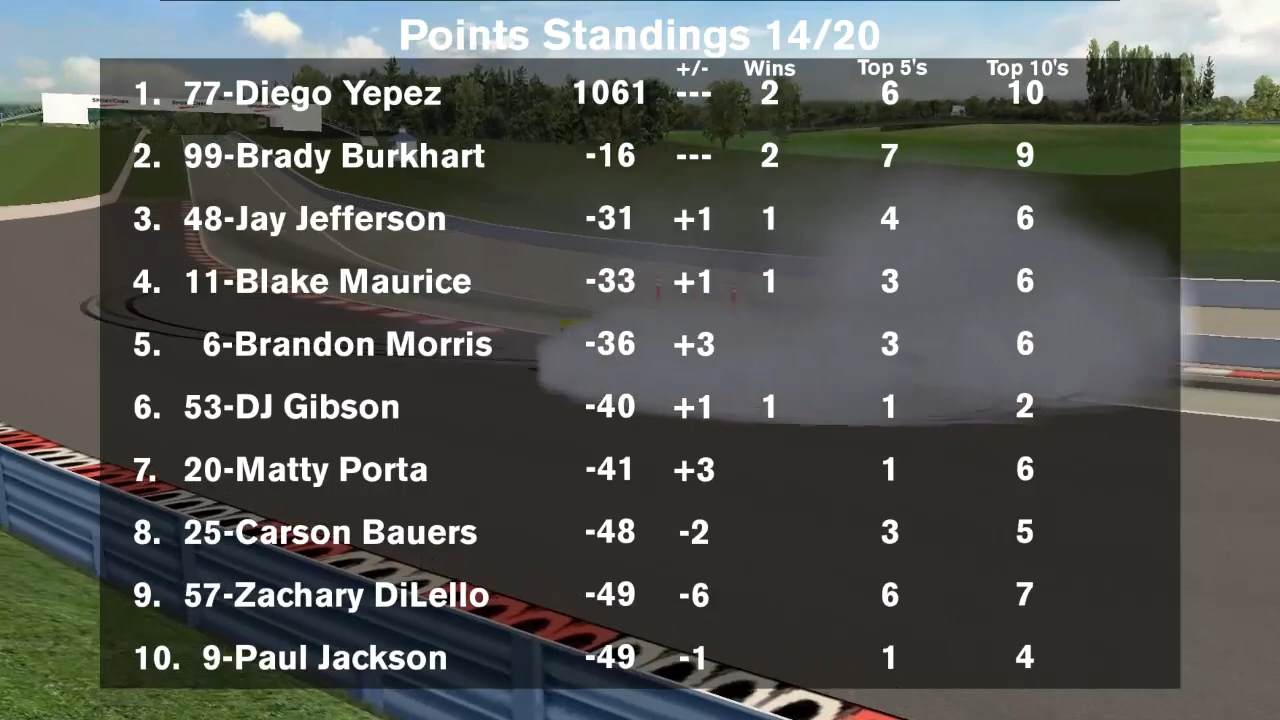 Points Standings 14/20
+/- Wins Top 5's Top 10's
1. 77-Diego Yepez 1061 --- 2 6 10
2. 99-Brady Burkhart -16 --- 2 7 9
3. 48-Jay Jefferson -31 +1 1 4 6
4. 11-Blake Maurice -33 +1 1 3 6
5. 6-Brandon Morris -36 +3 3 6
6. 53-DJ Gibson -40 +1 1 1 2
7. 20-Matty Porta -41 +3 1 6
8. 25-Carson Bauers -48 -2 3 5
9. 57-Zachary DiLello -49 -6 6 7
10. 9-Paul Jackson -49 -1 1 4